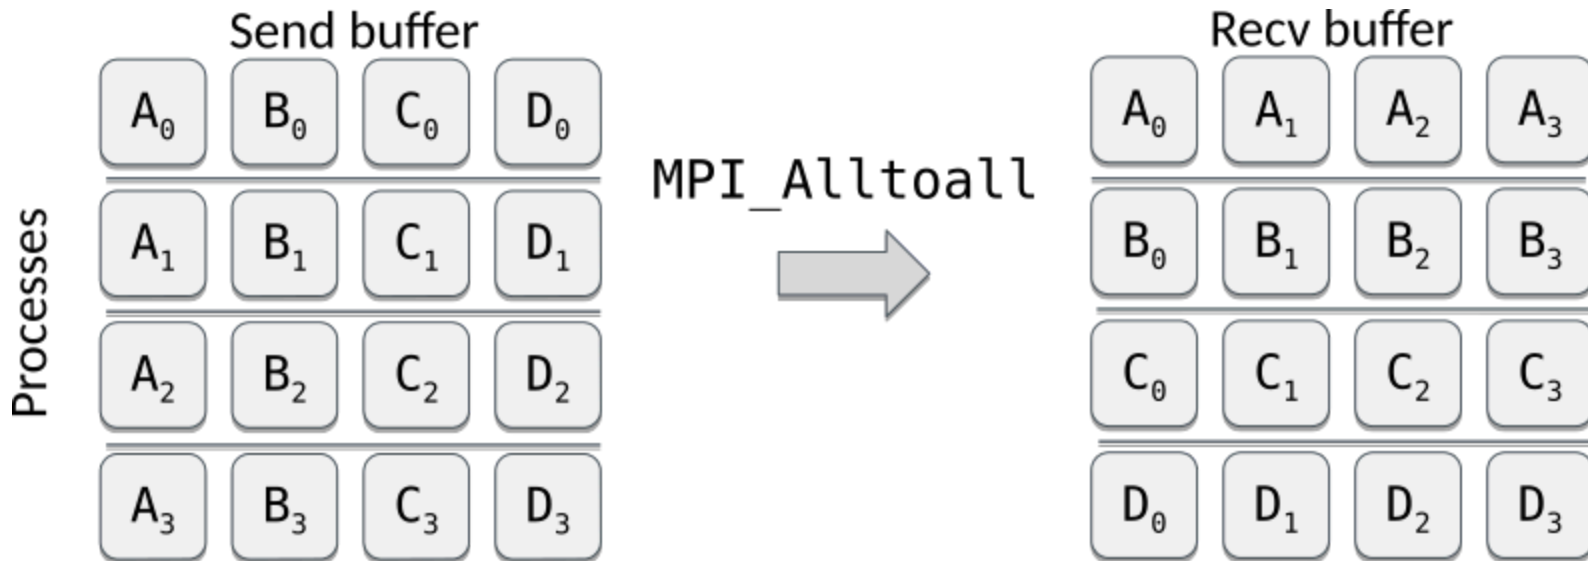 Send buffer
Recv buffer
A₀ B₀ C₀ D₀
A₀ A₁ A₂ A₃
MPI_Alltoall
A₁ B₁ C₁ D₁
B₀ B₁ B₂ B₃
Processes
A₂ B₂ C₂ D₂
C₀ C₁ C₂ C₃
A₃ B₃ C₃ D₃
D₀ D₁ D₂ D₃